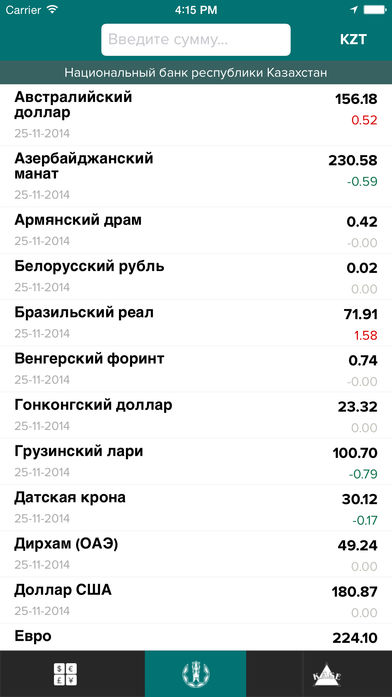 Carrier 4:15 PM
Введите сумму... KZT
Национальный банк республики Казахстан
Австралийский 156.18
доллар 0.52
25-11-2014
Азербайджанский 230.58
манат -0.59
25-11-2014
Армянский драм 0.42
25-11-2014 -0.00
Белорусский рубль 0.02
25-11-2014 0.00
Бразильский реал 71.91
25-11-2014 1.58
Венгерский форинт 0.74
25-11-2014 -0.00
Гонконгский доллар 23.32
25-11-2014 0.00
Грузинский лари 100.70
25-11-2014 -0.79
Датская крона 30.12
25-11-2014 -0.17
Дирхам (ОАЭ) 49.24
25-11-2014 0.00
Доллар США 180.87
25-11-2014 0.00
Евро 224.10
$ €
£ ¥
KASE